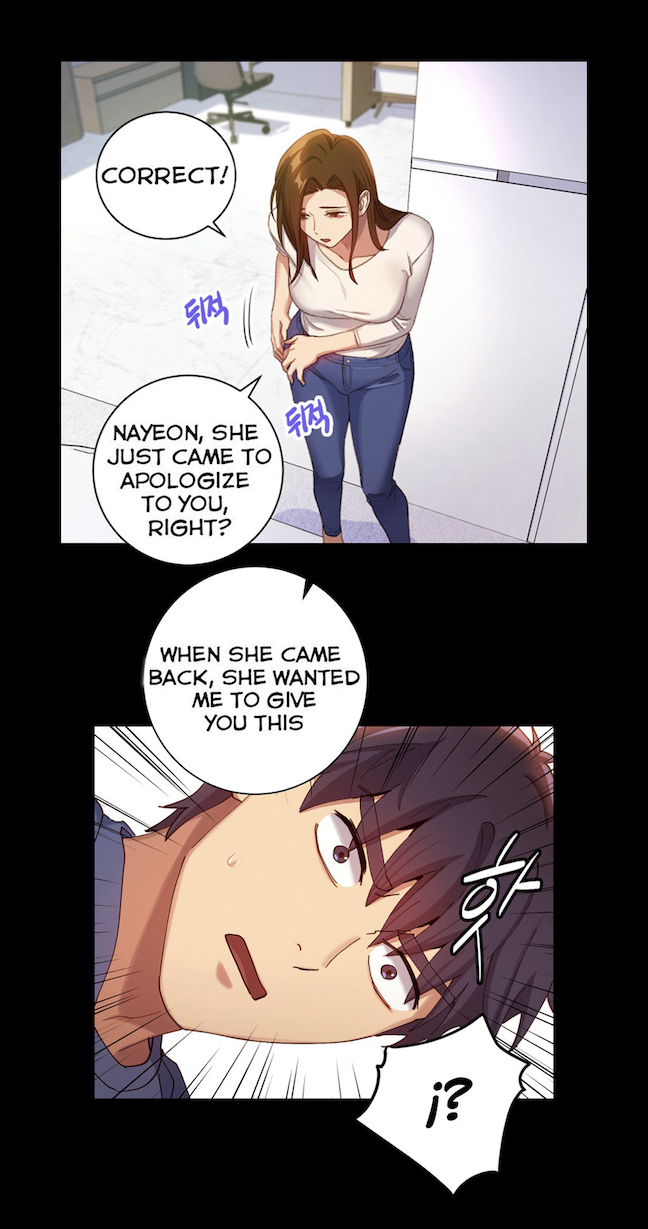 CORRECT!
뒤적
뒤적
NAYEON, SHE
JUST CAME TO
APOLOGIZE
TO YOU,
RIGHT?
WHEN SHE CAME
BACK, SHE WANTED
ME TO GIVE
YOU THIS
확
¡?